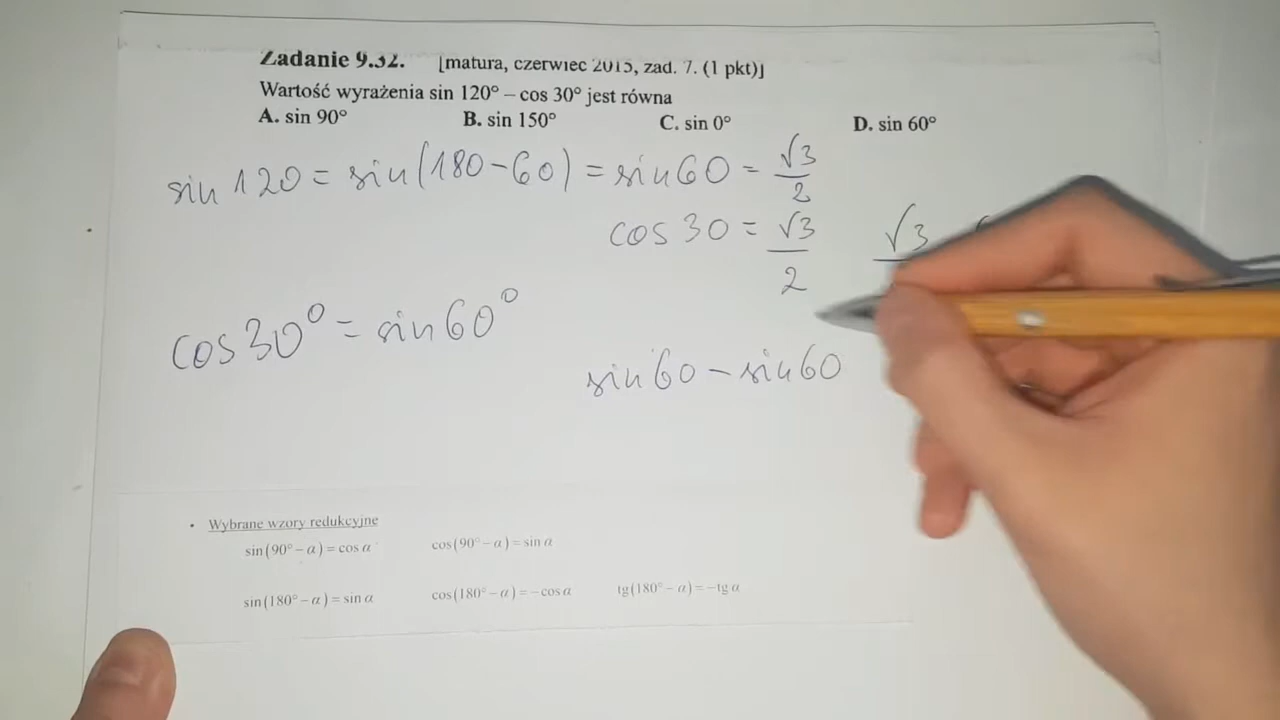 Zadanie 9.32. [matura, czerwiec 2015, zad. 7. (1 pkt)]
Wartość wyrażenia sin 120° – cos 30° jest równa
A. sin 90° B. sin 150° C. sin 0° D. sin 60°
sin 120 = sin(180-60) = sin 60 = √3/2
cos 30 = √3/2 √3
cos 30° = sin 60°
sin 60 - sin 60
• Wybrane wzory redukcyjne
sin(90° – α) = cos α cos(90° – α) = sin α
sin(180° – α) = sin α cos(180° – α) = –cos α tg(180° – α) = –tg α